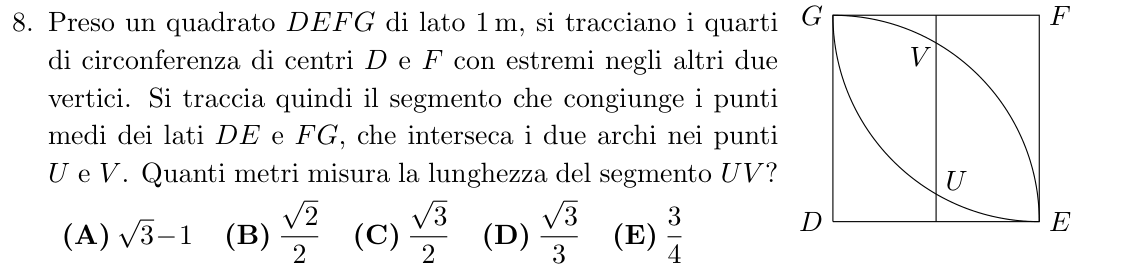 8. Preso un quadrato DEFG di lato 1 m, si tracciano i quarti
di circonferenza di centri D e F con estremi negli altri due
vertici. Si traccia quindi il segmento che congiunge i punti
medi dei lati DE e FG, che interseca i due archi nei punti
U e V. Quanti metri misura la lunghezza del segmento UV?
(A) √3−1 (B) √2/2 (C) √3/2 (D) √3/3 (E) 3/4
G F
V
U
D E